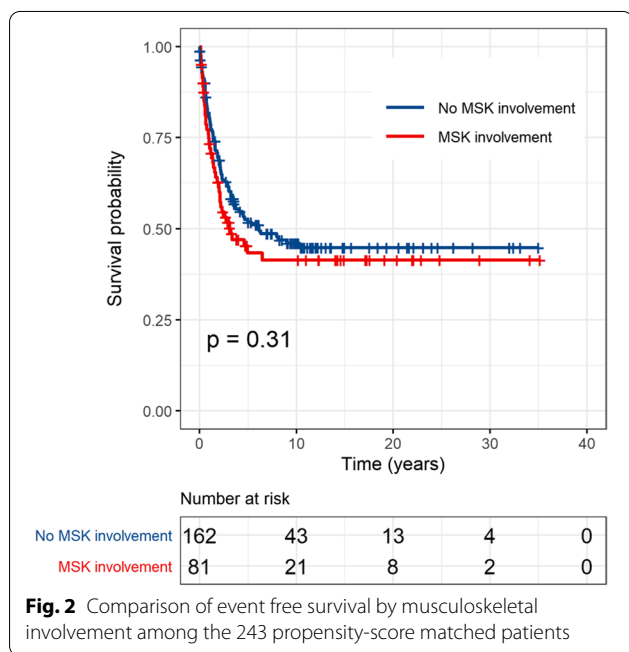 1.00
0.75
0.50
0.25
0.00
Survival probability
No MSK involvement
MSK involvement
p = 0.31
0 10 20 30 40
Time (years)
Number at risk
No MSK involvement 162 43 13 4 0
MSK involvement 81 21 8 2 0
Fig. 2 Comparison of event free survival by musculoskeletal
involvement among the 243 propensity-score matched patients